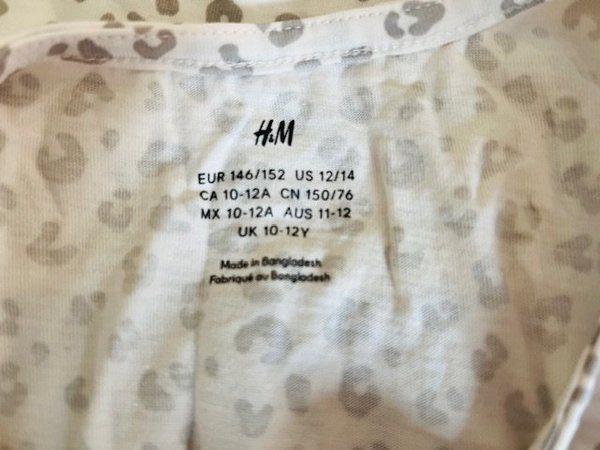 H&M
EUR 146/152 US 12/14
CA 10-12A CN 150/76
MX 10-12A AUS 11-12
UK 10-12Y
Made in Bangladesh
Fabriqué au Bangladesh